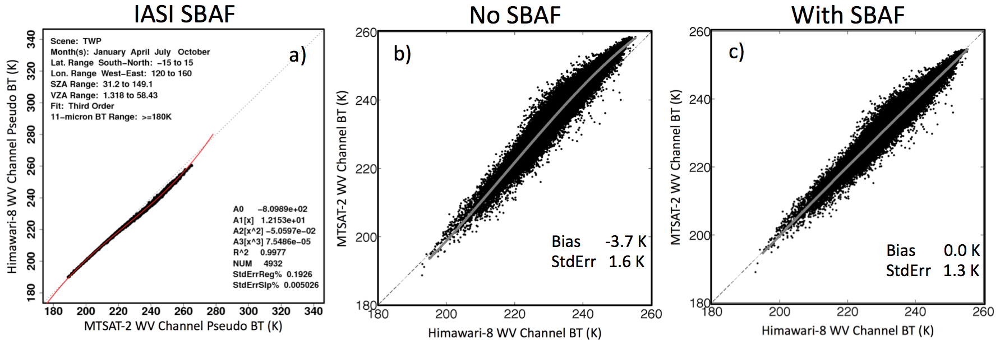 IASI SBAF
No SBAF
With SBAF
Himawari-8 WV Channel Pseudo BT (K)
340
320
300
280
260
240
220
200
180
Scene: TWP
Month(s): January April July October
Lat. Range South-North: -15 to 15
Lon. Range West-East: 120 to 160
SZA Range: 31.2 to 149.1
VZA Range: 1.318 to 58.43
Fit: Third Order
11-micron BT Range: >=180K
a)
A0 -8.0989e+02
A1[x] 1.2153e+01
A2[x^2] -5.0597e-02
A3[x^3] 7.5486e-05
R^2 0.9977
NUM 4932
StdErrReg% 0.1926
StdErrSlp% 0.005026
180 200 220 240 260 280 300 320 340
MTSAT-2 WV Channel Pseudo BT (K)
MTSAT-2 WV Channel BT (K)
260
240
220
200
180
b)
Bias -3.7 K
StdErr 1.6 K
180 200 220 240 260
Himawari-8 WV Channel BT (K)
MTSAT-2 WV Channel BT (K)
260
240
220
200
180
c)
Bias 0.0 K
StdErr 1.3 K
180 200 220 240 260
Himawari-8 WV Channel BT (K)